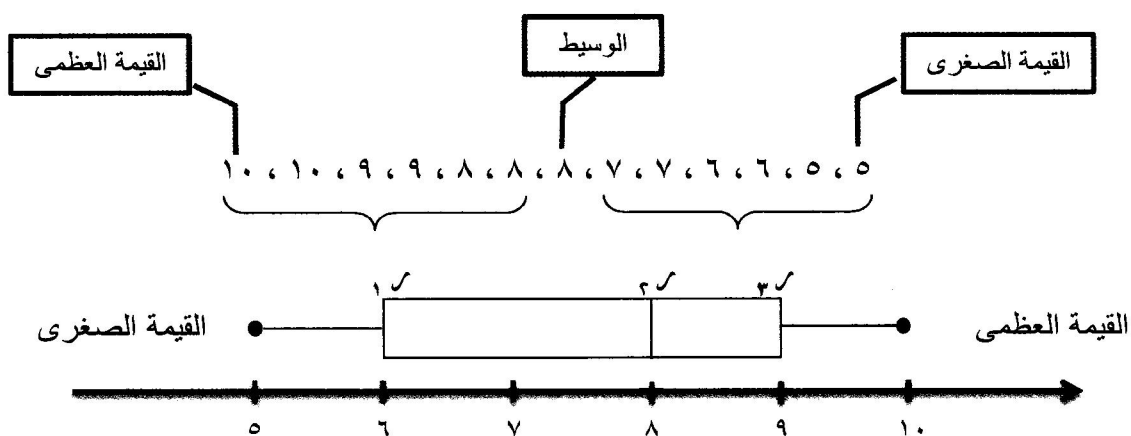 الوسيط
القيمة الصغرى
القيمة العظمى
٥ ، ٥ ، ٦ ، ٦ ، ٧ ، ٧ ، ٨ ، ٨ ، ٨ ، ٩ ، ٩ ، ١٠ ، ١٠
ر١ ر٢ ر٣
القيمة الصغرى
القيمة العظمى
٥ ٦ ٧ ٨ ٩ ١٠